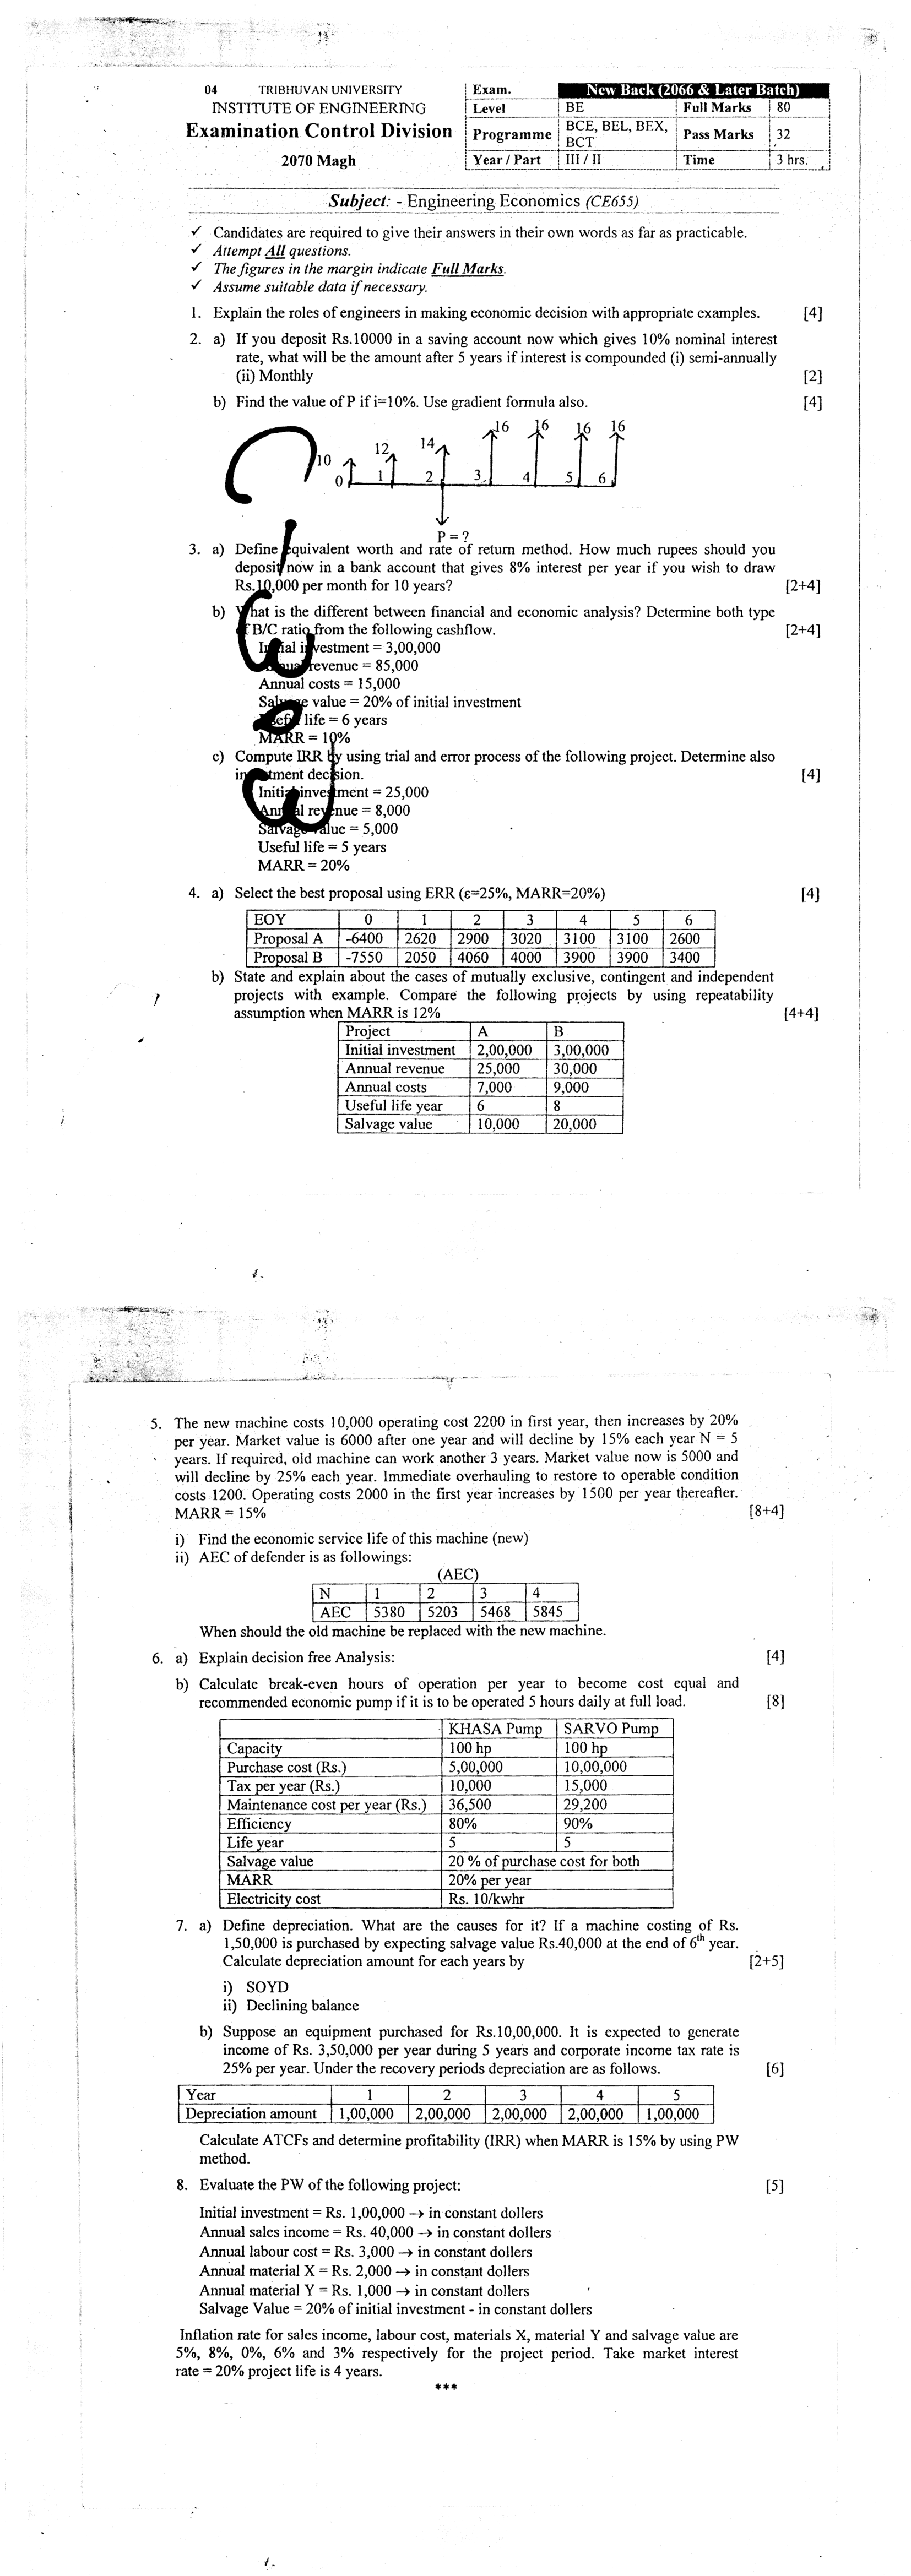 04 TRIBHUVAN UNIVERSITY
INSTITUTE OF ENGINEERING
Examination Control Division
2070 Magh
Exam. New Back (2066 & Later Batch)
Level BE Full Marks 80
Programme BCE, BEL, BEX, BCT Pass Marks 32
Year / Part III / II Time 3 hrs.
Subject: - Engineering Economics (CE655)
✓ Candidates are required to give their answers in their own words as far as practicable.
✓ Attempt All questions.
✓ The figures in the margin indicate Full Marks.
✓ Assume suitable data if necessary.
1. Explain the roles of engineers in making economic decision with appropriate examples. [4]
2. a) If you deposit Rs.10000 in a saving account now which gives 10% nominal interest
rate, what will be the amount after 5 years if interest is compounded (i) semi-annually
(ii) Monthly [2]
b) Find the value of P if i=10%. Use gradient formula also. [4]
10 12 14 16 16 16 16
0 1 2 3 4 5 6
P = ?
3. a) Define equivalent worth and rate of return method. How much rupees should you
deposit now in a bank account that gives 8% interest per year if you wish to draw
Rs.10,000 per month for 10 years? [2+4]
b) What is the different between financial and economic analysis? Determine both type
of B/C ratio from the following cashflow. [2+4]
Initial investment = 3,00,000
Annual revenue = 85,000
Annual costs = 15,000
Salvage value = 20% of initial investment
Useful life = 6 years
MARR = 10%
c) Compute IRR by using trial and error process of the following project. Determine also
investment decision. [4]
Initial investment = 25,000
Annual revenue = 8,000
Salvage value = 5,000
Useful life = 5 years
MARR = 20%
4. a) Select the best proposal using ERR (ε=25%, MARR=20%) [4]
EOY 0 1 2 3 4 5 6
Proposal A -6400 2620 2900 3020 3100 3100 2600
Proposal B -7550 2050 4060 4000 3900 3900 3400
b) State and explain about the cases of mutually exclusive, contingent and independent
projects with example. Compare the following projects by using repeatability
assumption when MARR is 12% [4+4]
Project A B
Initial investment 2,00,000 3,00,000
Annual revenue 25,000 30,000
Annual costs 7,000 9,000
Useful life year 6 8
Salvage value 10,000 20,000
5. The new machine costs 10,000 operating cost 2200 in first year, then increases by 20%
per year. Market value is 6000 after one year and will decline by 15% each year N = 5
years. If required, old machine can work another 3 years. Market value now is 5000 and
will decline by 25% each year. Immediate overhauling to restore to operable condition
costs 1200. Operating costs 2000 in the first year increases by 1500 per year thereafter.
MARR = 15% [8+4]
i) Find the economic service life of this machine (new)
ii) AEC of defender is as followings:
(AEC)
N 1 2 3 4
AEC 5380 5203 5468 5845
When should the old machine be replaced with the new machine.
6. a) Explain decision free Analysis: [4]
b) Calculate break-even hours of operation per year to become cost equal and
recommended economic pump if it is to be operated 5 hours daily at full load. [8]
KHASA Pump SARVO Pump
Capacity 100 hp 100 hp
Purchase cost (Rs.) 5,00,000 10,00,000
Tax per year (Rs.) 10,000 15,000
Maintenance cost per year (Rs.) 36,500 29,200
Efficiency 80% 90%
Life year 5 5
Salvage value 20 % of purchase cost for both
MARR 20% per year
Electricity cost Rs. 10/kwhr
7. a) Define depreciation. What are the causes for it? If a machine costing of Rs.
1,50,000 is purchased by expecting salvage value Rs.40,000 at the end of 6th year.
Calculate depreciation amount for each years by [2+5]
i) SOYD
ii) Declining balance
b) Suppose an equipment purchased for Rs.10,00,000. It is expected to generate
income of Rs. 3,50,000 per year during 5 years and corporate income tax rate is
25% per year. Under the recovery periods depreciation are as follows. [6]
Year 1 2 3 4 5
Depreciation amount 1,00,000 2,00,000 2,00,000 2,00,000 1,00,000
Calculate ATCFs and determine profitability (IRR) when MARR is 15% by using PW
method.
8. Evaluate the PW of the following project: [5]
Initial investment = Rs. 1,00,000 → in constant dollers
Annual sales income = Rs. 40,000 → in constant dollers
Annual labour cost = Rs. 3,000 → in constant dollers
Annual material X = Rs. 2,000 → in constant dollers
Annual material Y = Rs. 1,000 → in constant dollers
Salvage Value = 20% of initial investment - in constant dollers
Inflation rate for sales income, labour cost, materials X, material Y and salvage value are
5%, 8%, 0%, 6% and 3% respectively for the project period. Take market interest
rate = 20% project life is 4 years.
***